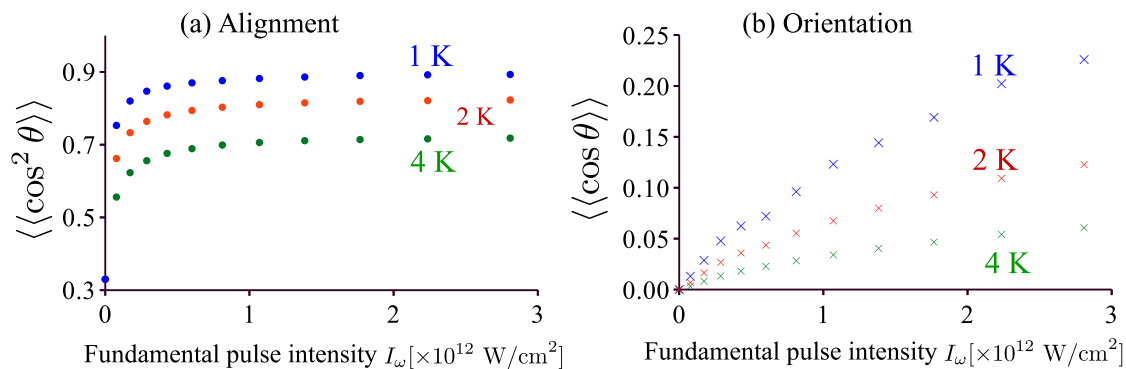 (a) Alignment
0.9
0.7
0.5
0.3
0
1
2
3
1 K
2 K
4 K
⟨⟨cos² θ⟩⟩
Fundamental pulse intensity I_ω[×10¹² W/cm²]
(b) Orientation
0.25
0.20
0.15
0.10
0.05
0.00
0
1
2
3
1 K
2 K
4 K
⟨⟨cos θ⟩⟩
Fundamental pulse intensity I_ω[×10¹² W/cm²]